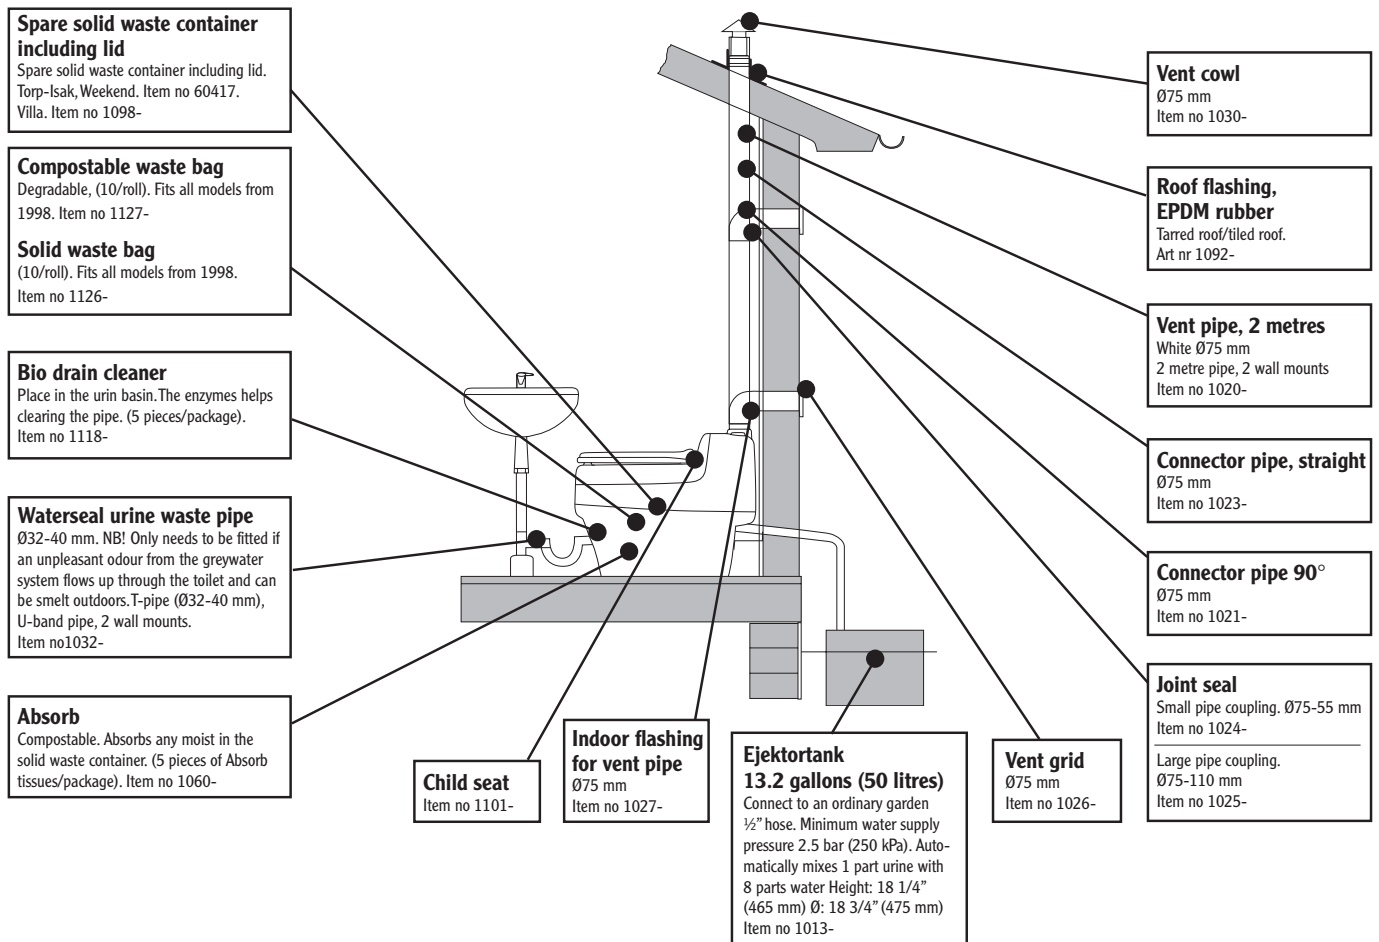 Spare solid waste container
including lid
Spare solid waste container including lid.
Torp-Isak, Weekend. Item no 60417.
Villa. Item no 1098-
Compostable waste bag
Degradable, (10/roll). Fits all models from
1998. Item no 1127-
Solid waste bag
(10/roll). Fits all models from 1998.
Item no 1126-
Bio drain cleaner
Place in the urin basin. The enzymes helps
clearing the pipe. (5 pieces/package).
Item no 1118-
Waterseal urine waste pipe
Ø32-40 mm. NB! Only needs to be fitted if
an unpleasant odour from the greywater
system flows up through the toilet and can
be smelt outdoors. T-pipe (Ø32-40 mm),
U-band pipe, 2 wall mounts.
Item no1032-
Absorb
Compostable. Absorbs any moist in the
solid waste container. (5 pieces of Absorb
tissues/package). Item no 1060-
Child seat
Item no 1101-
Indoor flashing
for vent pipe
Ø75 mm
Item no 1027-
Ejektortank
13.2 gallons (50 litres)
Connect to an ordinary garden
½” hose. Minimum water supply
pressure 2.5 bar (250 kPa). Auto-
matically mixes 1 part urine with
8 parts water Height: 18 1/4”
(465 mm) Ø: 18 3/4” (475 mm)
Item no 1013-
Vent grid
Ø75 mm
Item no 1026-
Vent cowl
Ø75 mm
Item no 1030-
Roof flashing,
EPDM rubber
Tarred roof/tiled roof.
Art nr 1092-
Vent pipe, 2 metres
White Ø75 mm
2 metre pipe, 2 wall mounts
Item no 1020-
Connector pipe, straight
Ø75 mm
Item no 1023-
Connector pipe 90°
Ø75 mm
Item no 1021-
Joint seal
Small pipe coupling. Ø75-55 mm
Item no 1024-
Large pipe coupling.
Ø75-110 mm
Item no 1025-